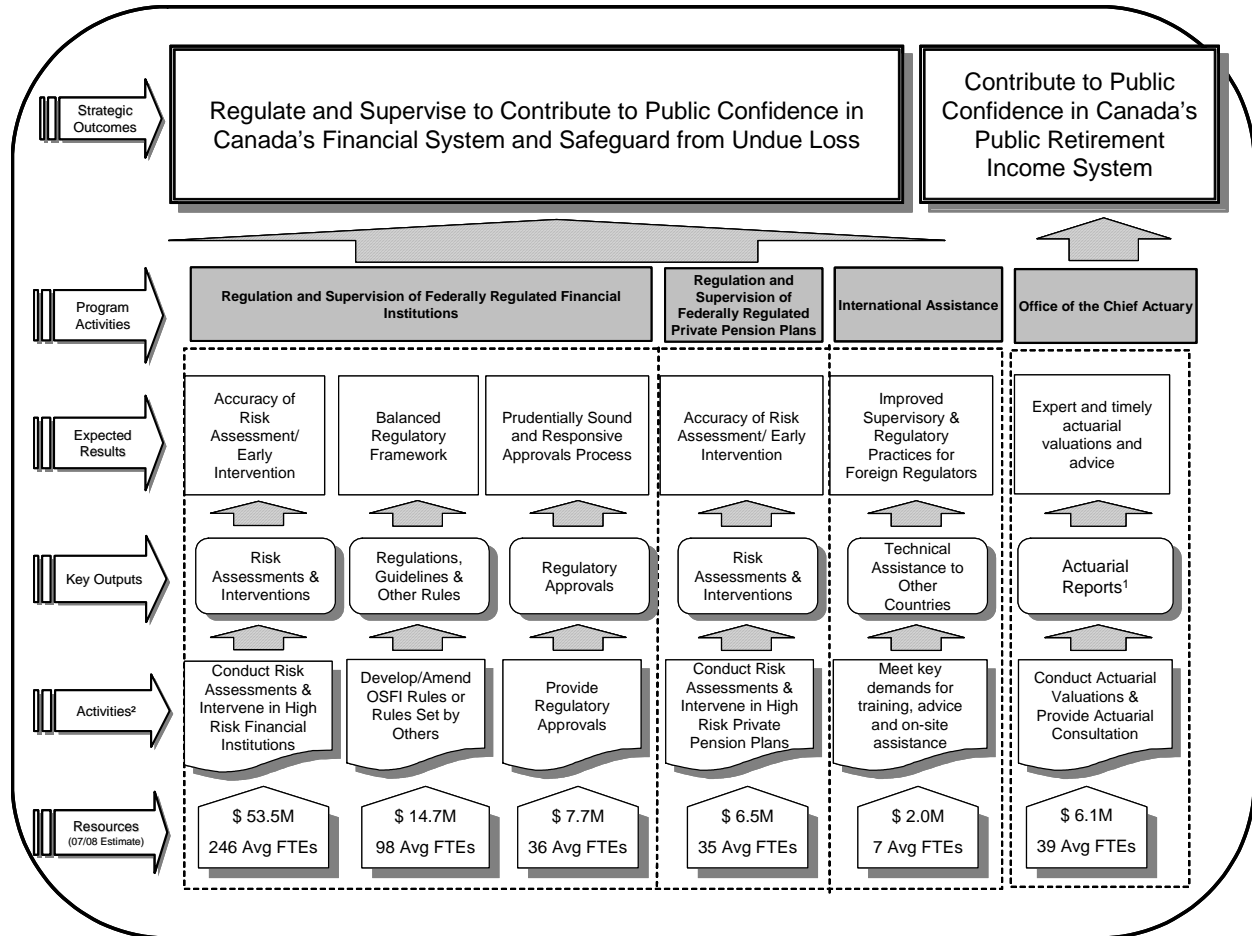 Strategic
Outcomes
Regulate and Supervise to Contribute to Public Confidence in
Canada's Financial System and Safeguard from Undue Loss
Contribute to Public
Confidence in Canada's
Public Retirement
Income System
Program
Activities
Regulation and Supervision of Federally Regulated Financial
Institutions
Regulation and
Supervision of
Federally Regulated
Private Pension Plans
International Assistance
Office of the Chief Actuary
Expected
Results
Accuracy of
Risk
Assessment/
Early
Intervention
Balanced
Regulatory
Framework
Prudentially Sound
and Responsive
Approvals Process
Accuracy of Risk
Assessment/ Early
Intervention
Improved
Supervisory &
Regulatory
Practices for
Foreign Regulators
Expert and timely
actuarial
valuations and
advice
Key Outputs
Risk
Assessments &
Interventions
Regulations,
Guidelines &
Other Rules
Regulatory
Approvals
Risk
Assessments &
Interventions
Technical
Assistance to
Other
Countries
Actuarial
Reports¹
Activities²
Conduct Risk
Assessments &
Intervene in High
Risk Financial
Institutions
Develop/Amend
OSFI Rules or
Rules Set by
Others
Provide
Regulatory
Approvals
Conduct Risk
Assessments &
Intervene in High
Risk Private
Pension Plans
Meet key
demands for
training, advice
and on-site
assistance
Conduct Actuarial
Valuations &
Provide Actuarial
Consultation
Resources
(07/08 Estimate)
$ 53.5M
246 Avg FTEs
$ 14.7M
98 Avg FTEs
$ 7.7M
36 Avg FTEs
$ 6.5M
35 Avg FTEs
$ 2.0M
7 Avg FTEs
$ 6.1M
39 Avg FTEs